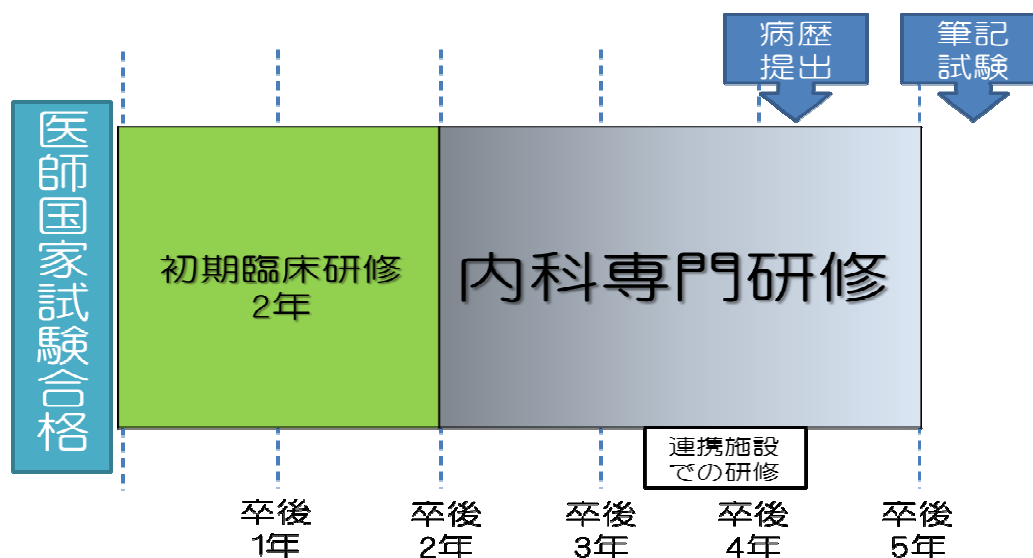 病歴
提出
筆記
試験
医師国家試験合格
初期臨床研修
2年
内科専門研修
連携施設
での研修
卒後
1年
卒後
2年
卒後
3年
卒後
4年
卒後
5年